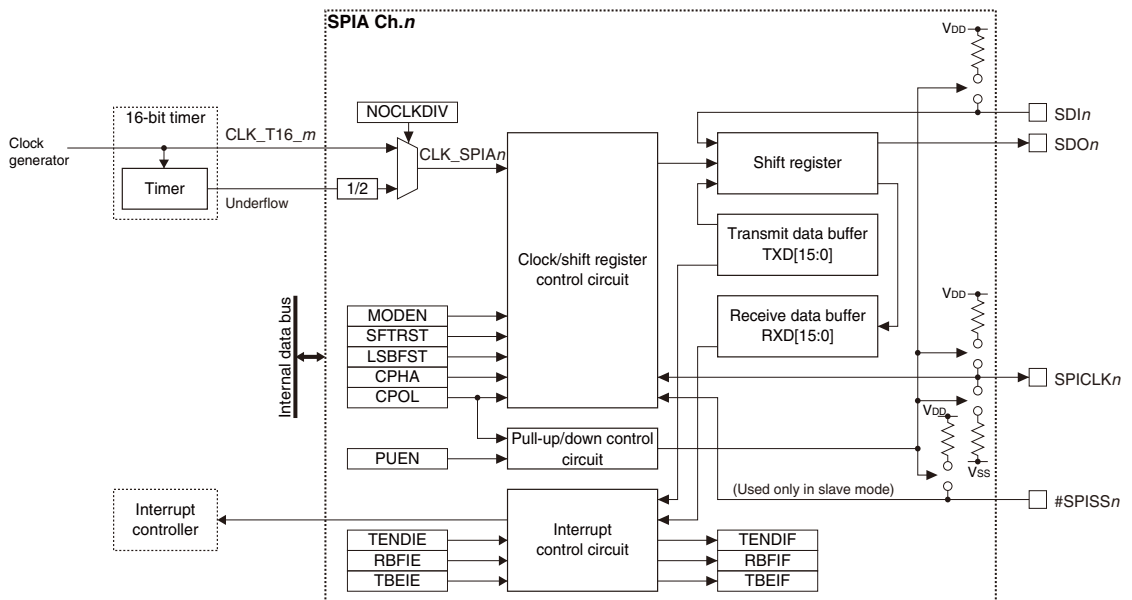 SPIA Ch.n
VDD
NOCLKDIV
16-bit timer
CLK_T16_m
Clock
generator
CLK_SPIAn
Timer
1/2
Underflow
Shift register
SDIn
SDOn
Transmit data buffer
TXD[15:0]
Clock/shift register
control circuit
Receive data buffer
RXD[15:0]
VDD
Internal data bus
MODEN
SFTRST
LSBFST
CPHA
CPOL
SPICLKn
VDD
Pull-up/down control
circuit
PUEN
VSS
(Used only in slave mode)
#SPISSn
Interrupt
controller
Interrupt
control circuit
TENDIE
RBFIE
TBEIE
TENDIF
RBFIF
TBEIF